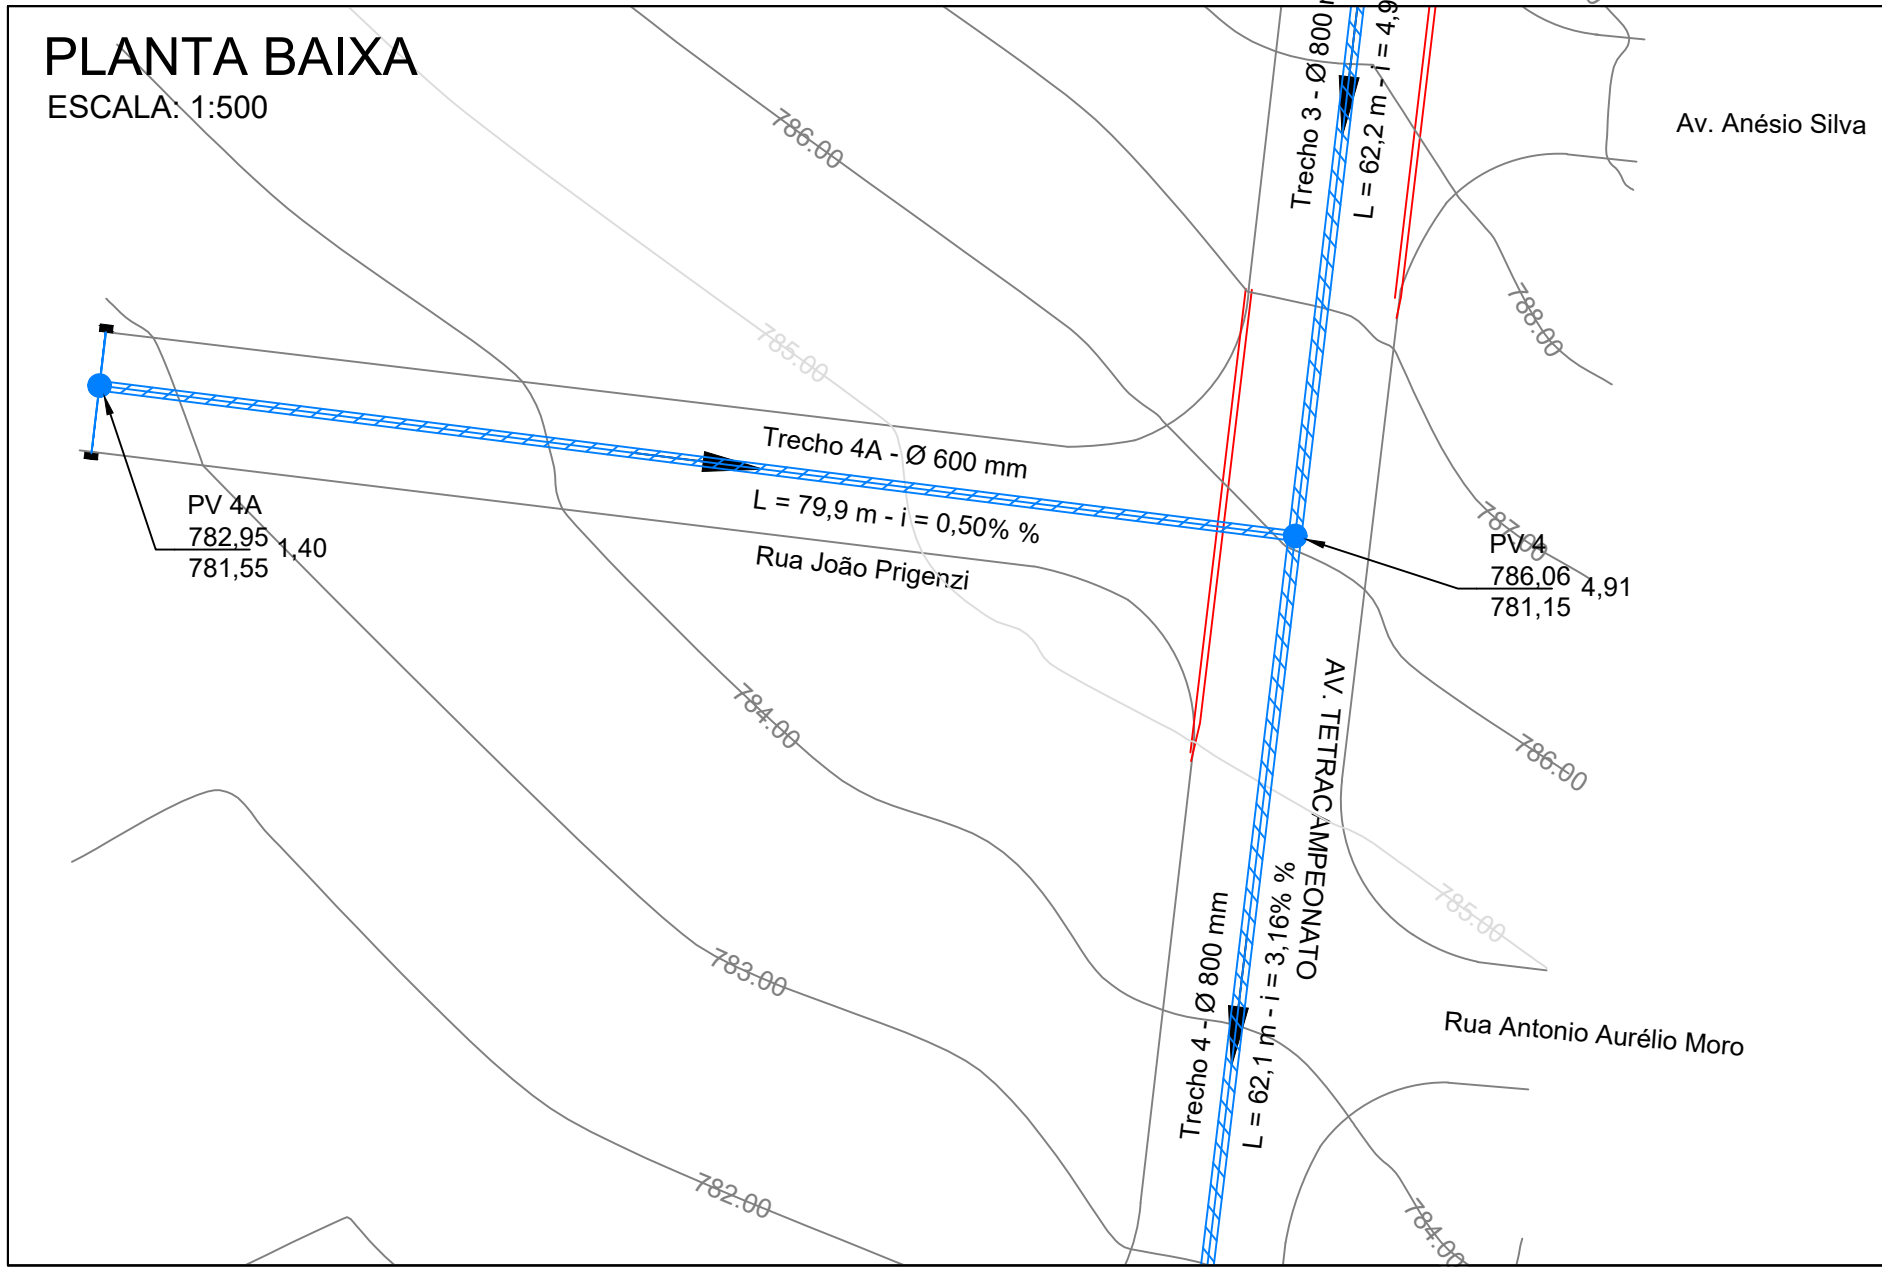 PLANTA BAIXA
ESCALA: 1:500
786.00
Trecho 3 - Ø 800
L = 62,2 m - i = 4,9
Av. Anésio Silva
788.00
785.00
Trecho 4A - Ø 600 mm
L = 79,9 m - i = 0,50% %
Rua João Prigenzi
PV 4A
782,95
1,40
781,55
787.00
PV 4
786,06
4,91
781,15
784.00
AV. TETRACAMPEONATO
786.00
785.00
783.00
Trecho 4 - Ø 800 mm
L = 62,1 m - i = 3,16% %
Rua Antonio Aurélio Moro
782.00
784.00